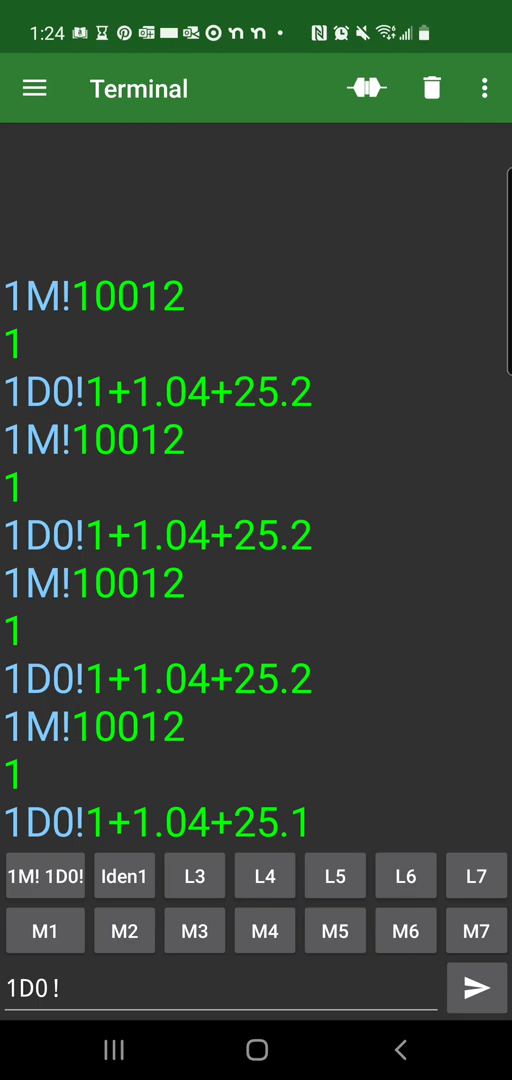 1:24
Terminal
1M!10012
1
1D0!1+1.04+25.2
1M!10012
1
1D0!1+1.04+25.2
1M!10012
1
1D0!1+1.04+25.2
1M!10012
1
1D0!1+1.04+25.1
1M! 1D0! Iden1 L3 L4 L5 L6 L7
M1 M2 M3 M4 M5 M6 M7
1D0!